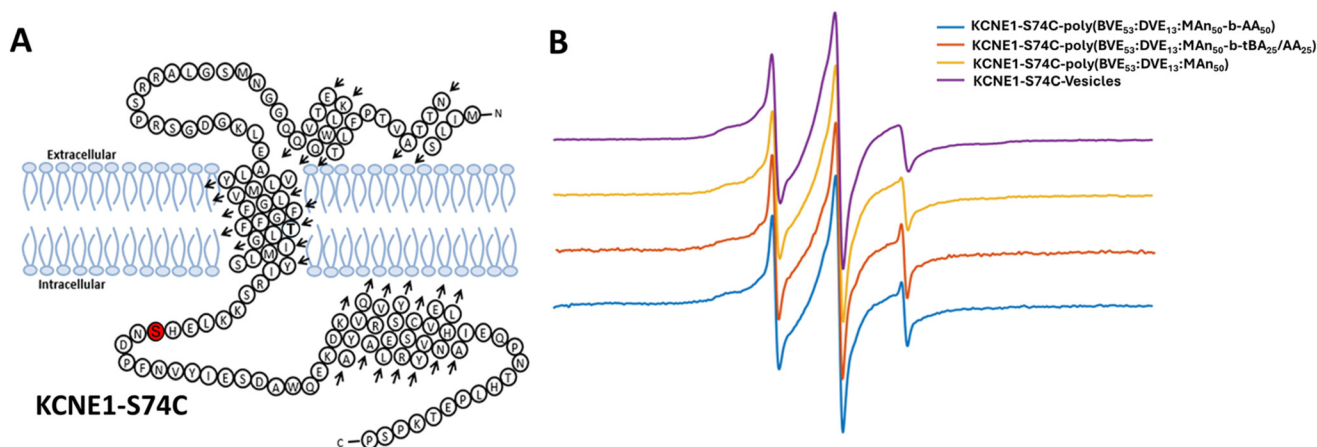 A
B
KCNE1-S74C-poly(BVE₅₃:DVE₁₃:MAn₅₀-b-AA₅₀)
KCNE1-S74C-poly(BVE₅₃:DVE₁₃:MAn₅₀-b-tBA₂₅/AA₂₅)
KCNE1-S74C-poly(BVE₅₃:DVE₁₃:MAn₅₀)
KCNE1-S74C-Vesicles
S R R A L G S M N G G Q
P R S G D G K L E A
N
Extracellular
Intracellular
Y I R S K K L E H S N D
P F N V Y I E S D A W Q E K
H I E Q P N T H L P E T K P S P
C
KCNE1-S74C